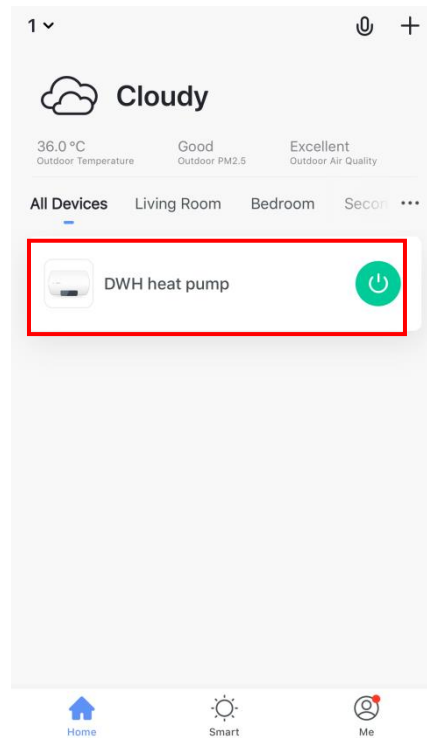 1
Cloudy
36.0 °C Good Excellent
Outdoor Temperature Outdoor PM2.5 Outdoor Air Quality
All Devices Living Room Bedroom Secon ···
DWH heat pump
Home Smart Me